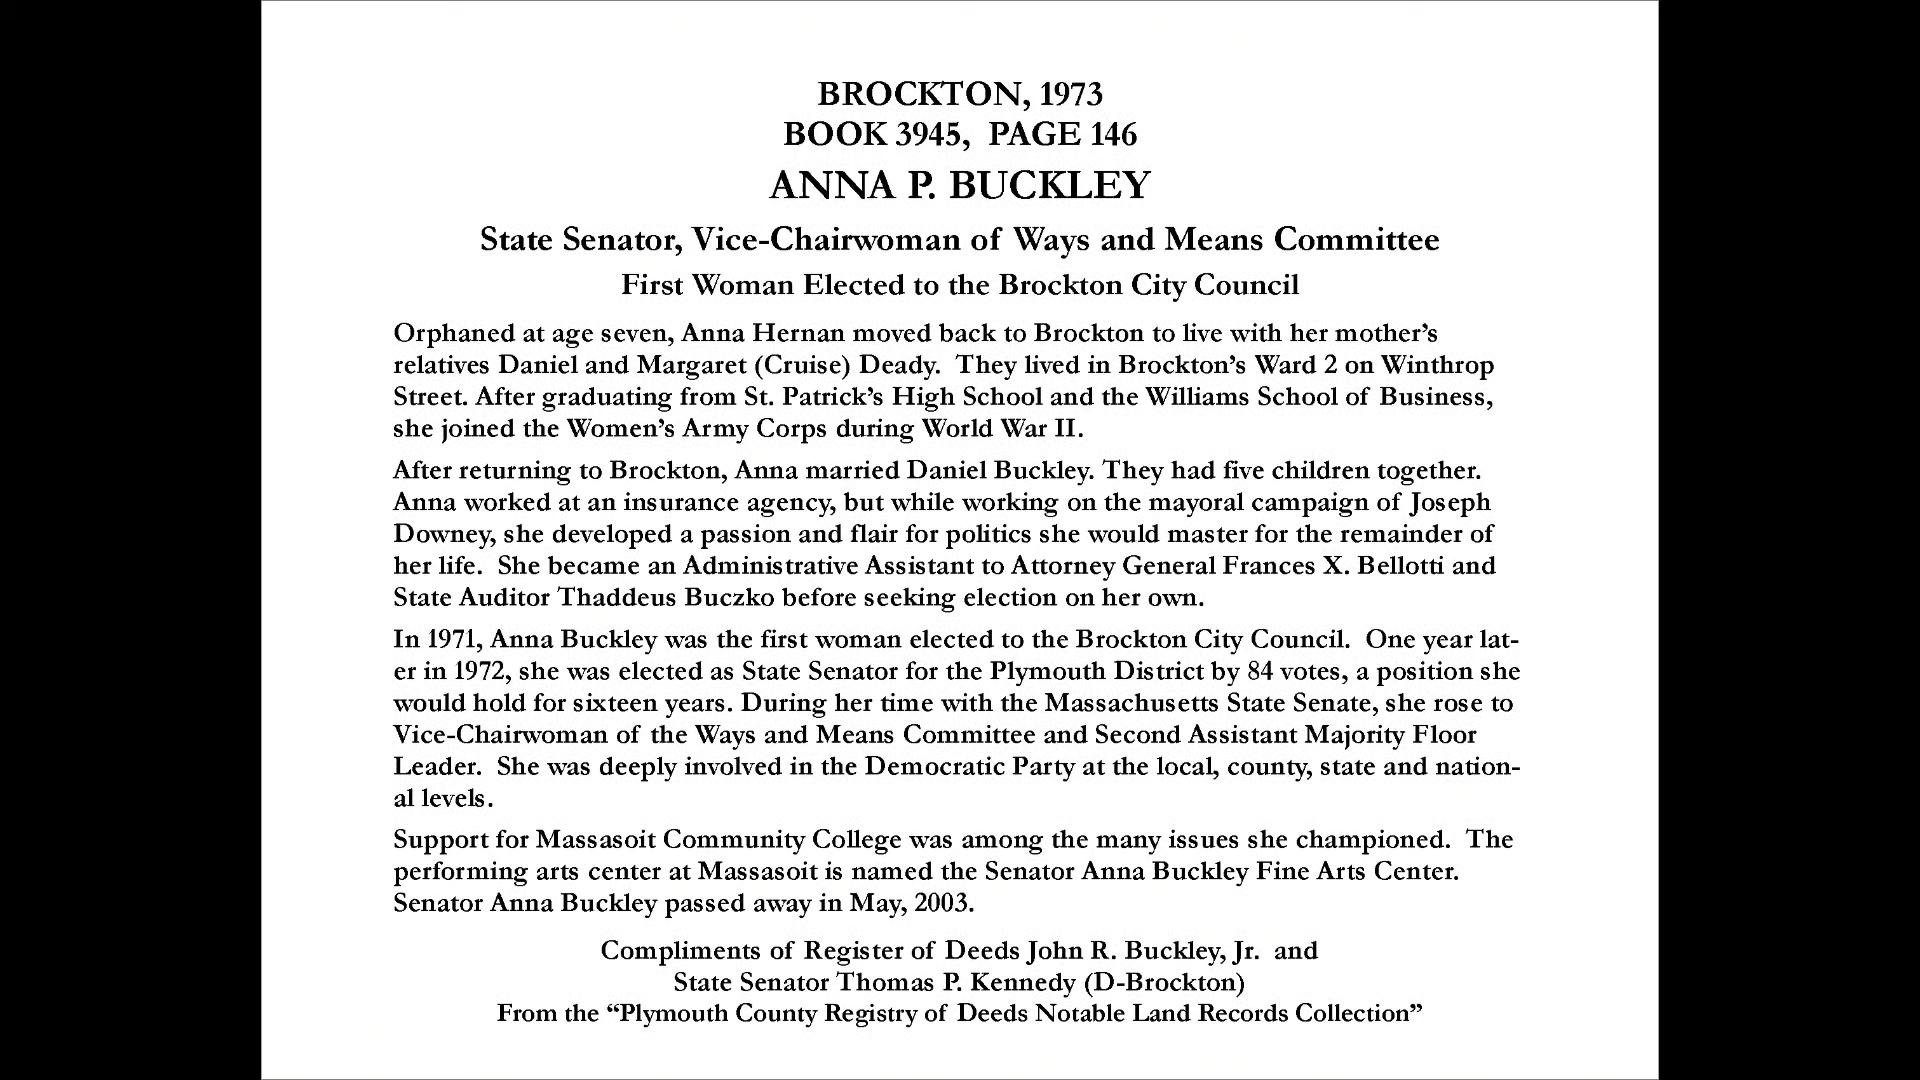 BROCKTON, 1973
BOOK 3945, PAGE 146
ANNA P. BUCKLEY
State Senator, Vice-Chairwoman of Ways and Means Committee
First Woman Elected to the Brockton City Council
Orphaned at age seven, Anna Hernan moved back to Brockton to live with her mother’s
relatives Daniel and Margaret (Cruise) Deady. They lived in Brockton’s Ward 2 on Winthrop
Street. After graduating from St. Patrick’s High School and the Williams School of Business,
she joined the Women’s Army Corps during World War II.
After returning to Brockton, Anna married Daniel Buckley. They had five children together.
Anna worked at an insurance agency, but while working on the mayoral campaign of Joseph
Downey, she developed a passion and flair for politics she would master for the remainder of
her life. She became an Administrative Assistant to Attorney General Frances X. Bellotti and
State Auditor Thaddeus Buczko before seeking election on her own.
In 1971, Anna Buckley was the first woman elected to the Brockton City Council. One year lat-
er in 1972, she was elected as State Senator for the Plymouth District by 84 votes, a position she
would hold for sixteen years. During her time with the Massachusetts State Senate, she rose to
Vice-Chairwoman of the Ways and Means Committee and Second Assistant Majority Floor
Leader. She was deeply involved in the Democratic Party at the local, county, state and nation-
al levels.
Support for Massasoit Community College was among the many issues she championed. The
performing arts center at Massasoit is named the Senator Anna Buckley Fine Arts Center.
Senator Anna Buckley passed away in May, 2003.
Compliments of Register of Deeds John R. Buckley, Jr. and
State Senator Thomas P. Kennedy (D-Brockton)
From the “Plymouth County Registry of Deeds Notable Land Records Collection”